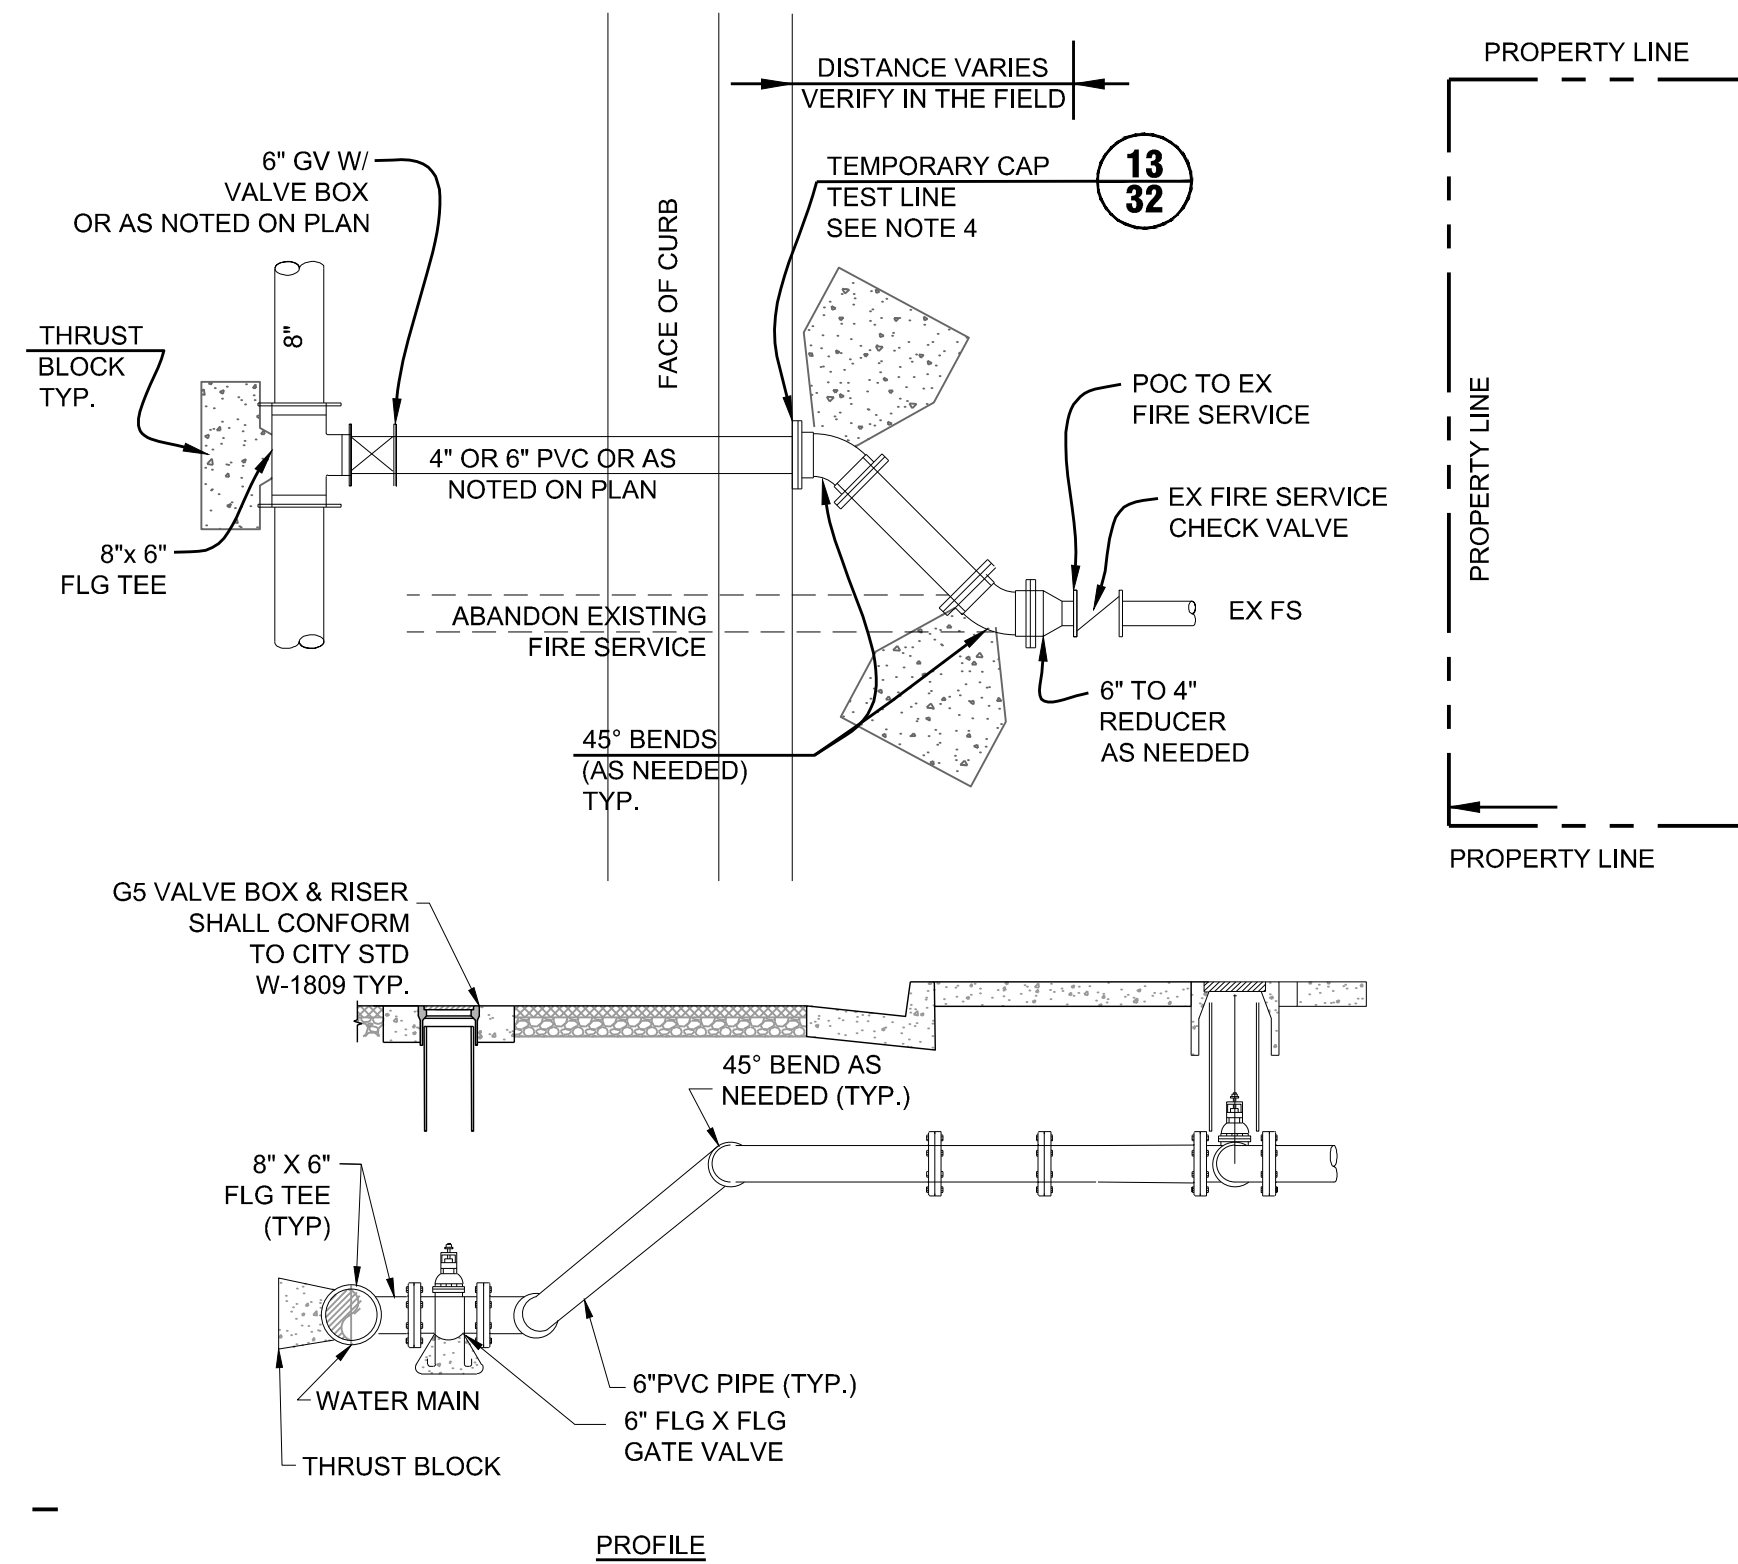 PROPERTY LINE
DISTANCE VARIES
VERIFY IN THE FIELD
6" GV W/
VALVE BOX
OR AS NOTED ON PLAN
TEMPORARY CAP
TEST LINE
SEE NOTE 4
13
32
FACE OF CURB
8"
THRUST
BLOCK
TYP.
POC TO EX
FIRE SERVICE
PROPERTY LINE
4" OR 6" PVC OR AS
NOTED ON PLAN
EX FIRE SERVICE
CHECK VALVE
8"x 6"
FLG TEE
ABANDON EXISTING
FIRE SERVICE
EX FS
6" TO 4"
REDUCER
AS NEEDED
45° BENDS
(AS NEEDED)
TYP.
PROPERTY LINE
G5 VALVE BOX & RISER
SHALL CONFORM
TO CITY STD
W-1809 TYP.
45° BEND AS
NEEDED (TYP.)
8" X 6"
FLG TEE
(TYP)
6"PVC PIPE (TYP.)
WATER MAIN
6" FLG X FLG
GATE VALVE
THRUST BLOCK
PROFILE